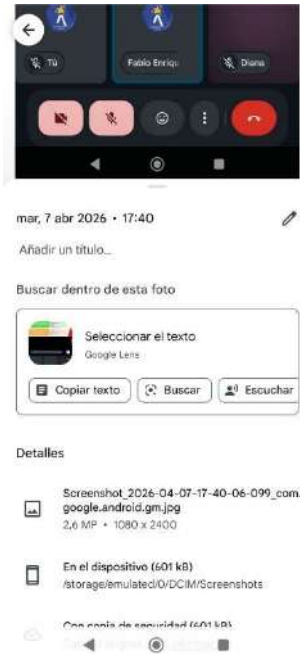 Tú
Fabio Enriqu
Diana
mar, 7 abr 2026 • 17:40
Añadir un título...
Buscar dentro de esta foto
Seleccionar el texto
Google Lens
Copiar texto
Buscar
Escuchar
Detalles
Screenshot_2026-04-07-17-40-06-099_com.
google.android.gm.jpg
2,6 MP • 1080 x 2400
En el dispositivo (601 kB)
/storage/emulated/0/DCIM/Screenshots
Con copia de seguridad (601 kB)